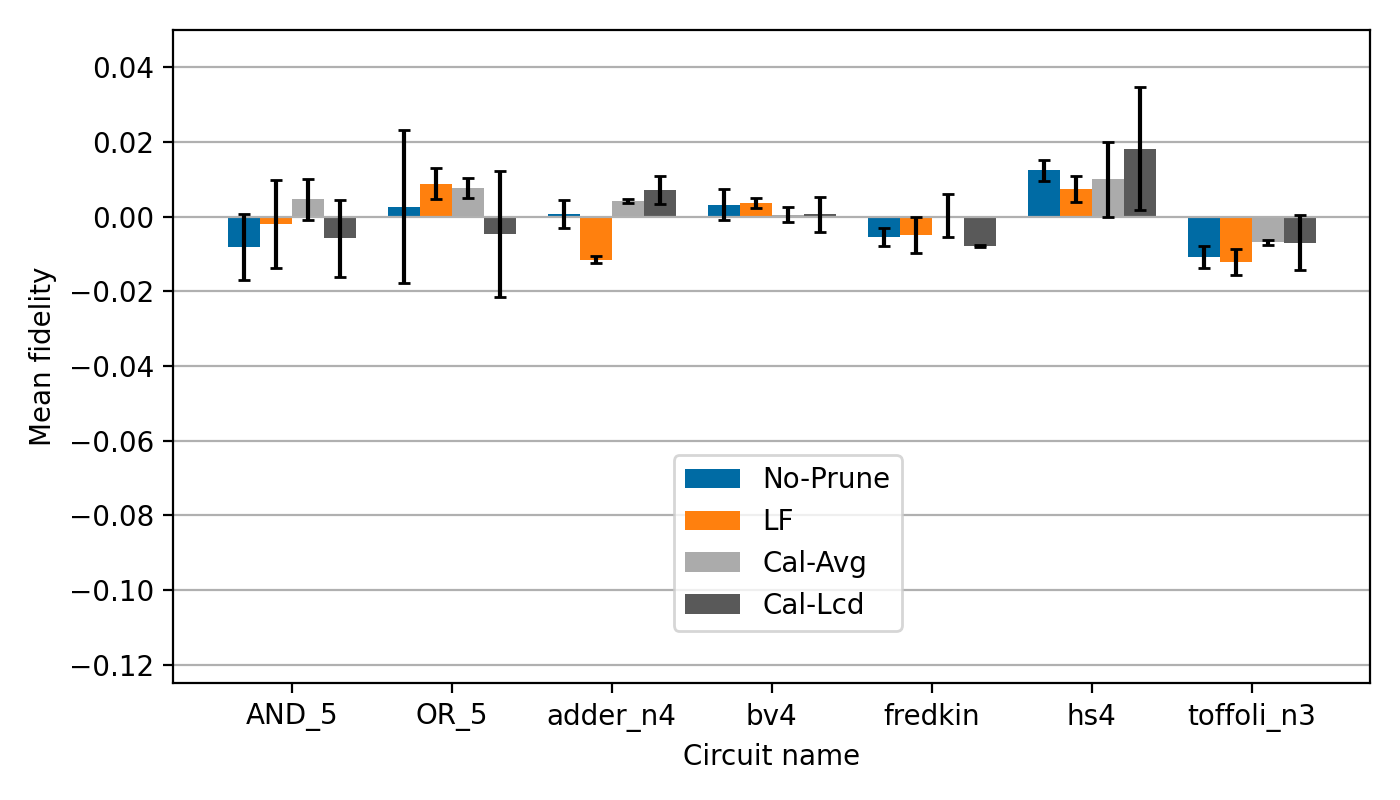 0.04
0.02
0.00
−0.02
−0.04
−0.06
−0.08
−0.10
−0.12
Mean fidelity
No-Prune
LF
Cal-Avg
Cal-Lcd
AND_5 OR_5 adder_n4 bv4 fredkin hs4 toffoli_n3
Circuit name